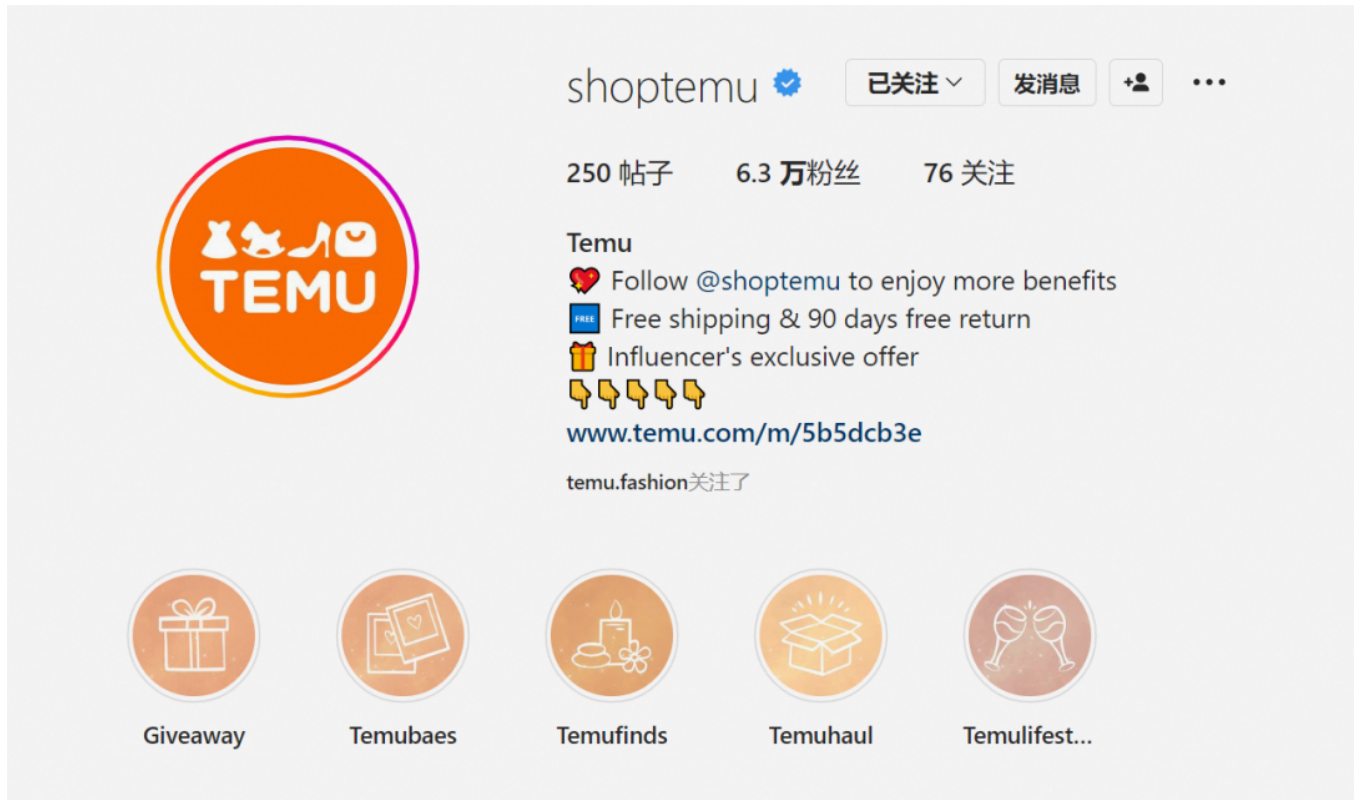 shoptemu
已关注
发消息
250 帖子 6.3 万粉丝 76 关注
TEMU
Temu
Follow @shoptemu to enjoy more benefits
FREE Free shipping & 90 days free return
Influencer's exclusive offer
www.temu.com/m/5b5dcb3e
temu.fashion关注了
Giveaway
Temubaes
Temufinds
Temuhaul
Temulifest...